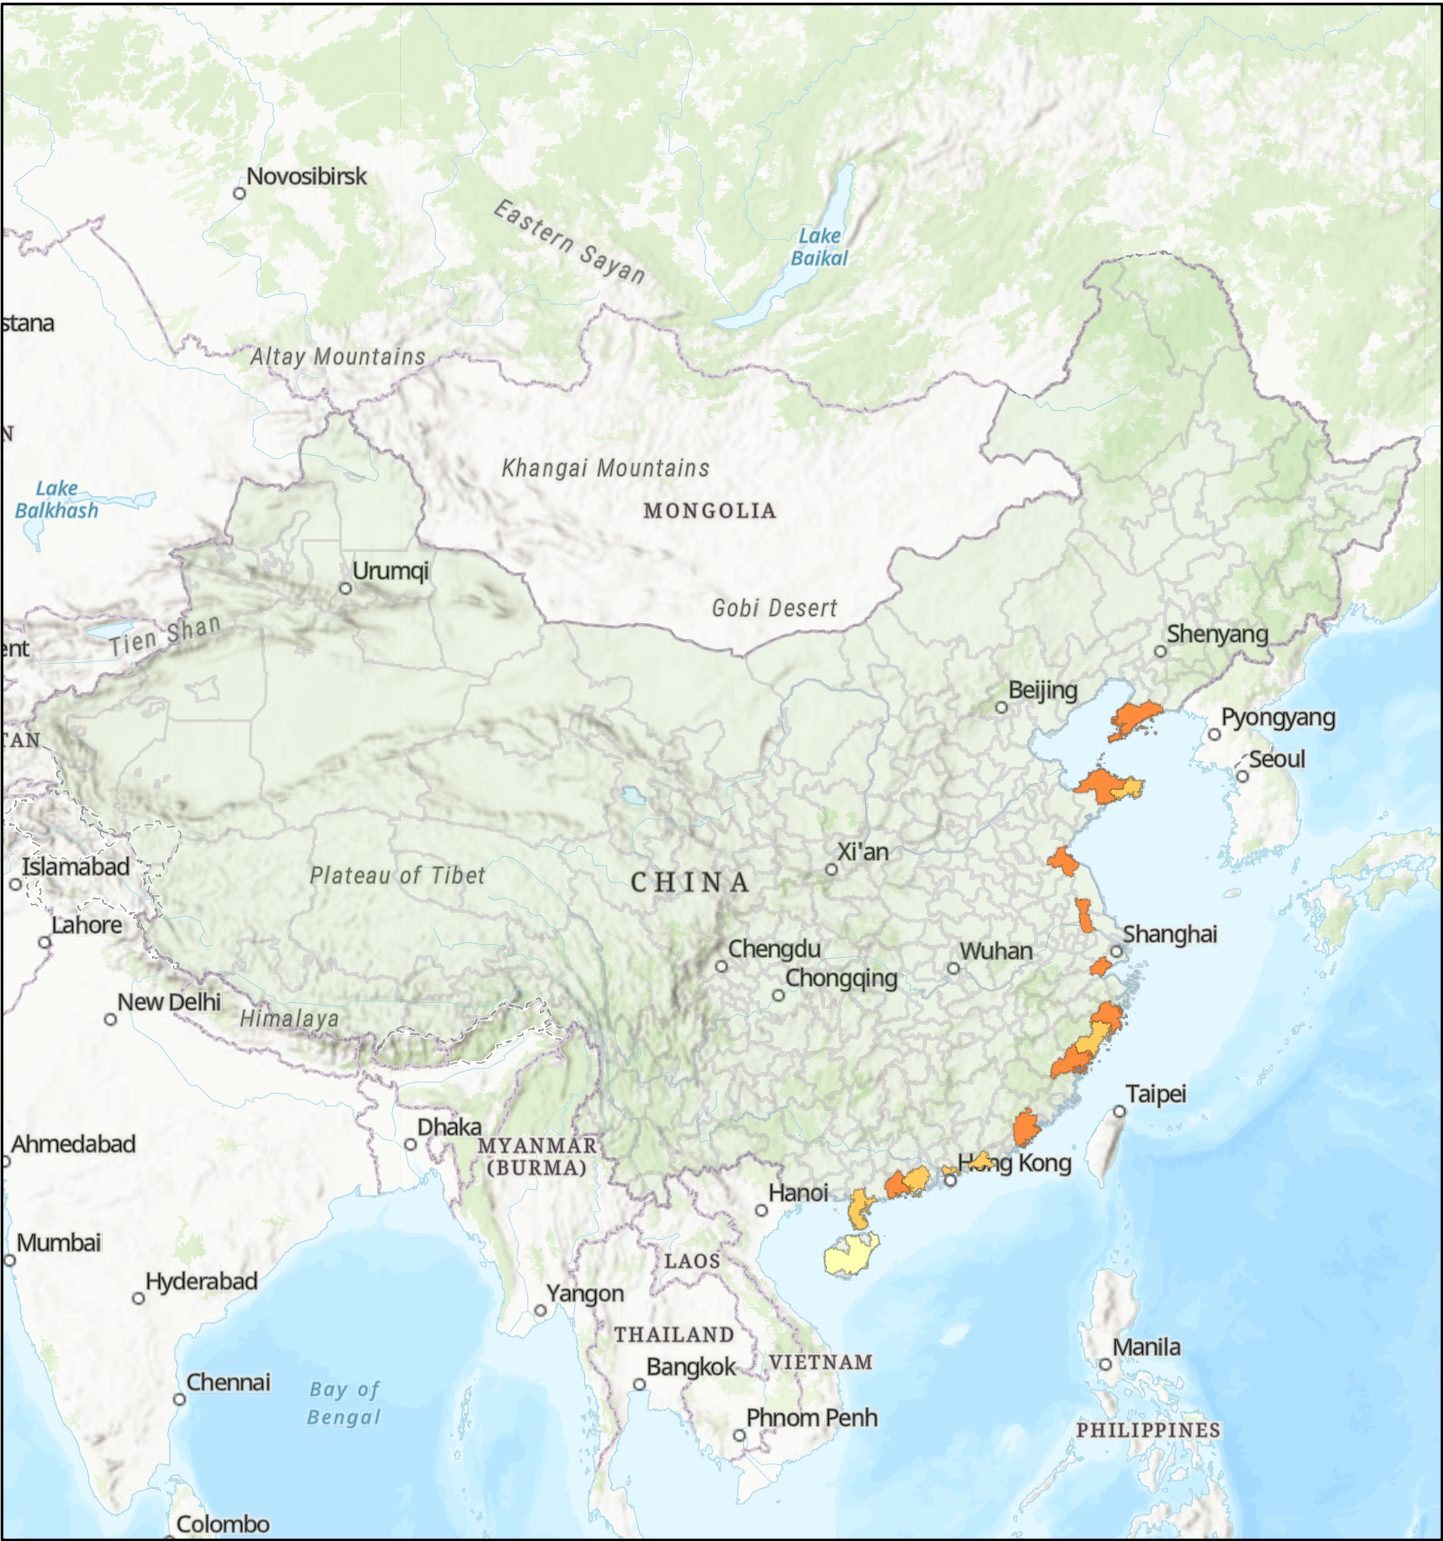 Novosibirsk
Eastern Sayan
Lake
Baikal
stana
Altay Mountains
N
Khangai Mountains
Lake
Balkhash
MONGOLIA
Urumqi
Gobi Desert
Tien Shan
ent
Shenyang
Beijing
Pyongyang
TAN
Seoul
Xi'an
Islamabad
Plateau of Tibet
CHINA
Lahore
Chengdu
Wuhan
Shanghai
Chongqing
New Delhi
Himalaya
Taipei
Dhaka
Ahmedabad
MYANMAR
(BURMA)
Hong Kong
Hanoi
Mumbai
LAOS
Hyderabad
Yangon
THAILAND
Manila
VIETNAM
Bangkok
Chennai
Bay of
Bengal
Phnom Penh
PHILIPPINES
Colombo